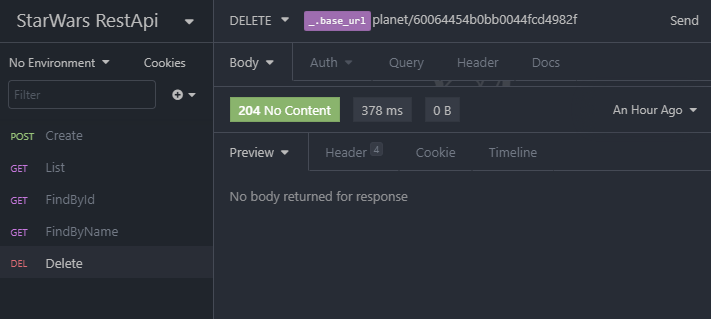 StarWars RestApi
DELETE _.base_url planet/60064454b0bb0044fcd4982f Send
No Environment Cookies
Body Auth Query Header Docs
Filter
204 No Content 378 ms 0 B An Hour Ago
POST Create
GET List
GET FindById
GET FindByName
DEL Delete
Preview Header 4 Cookie Timeline
No body returned for response